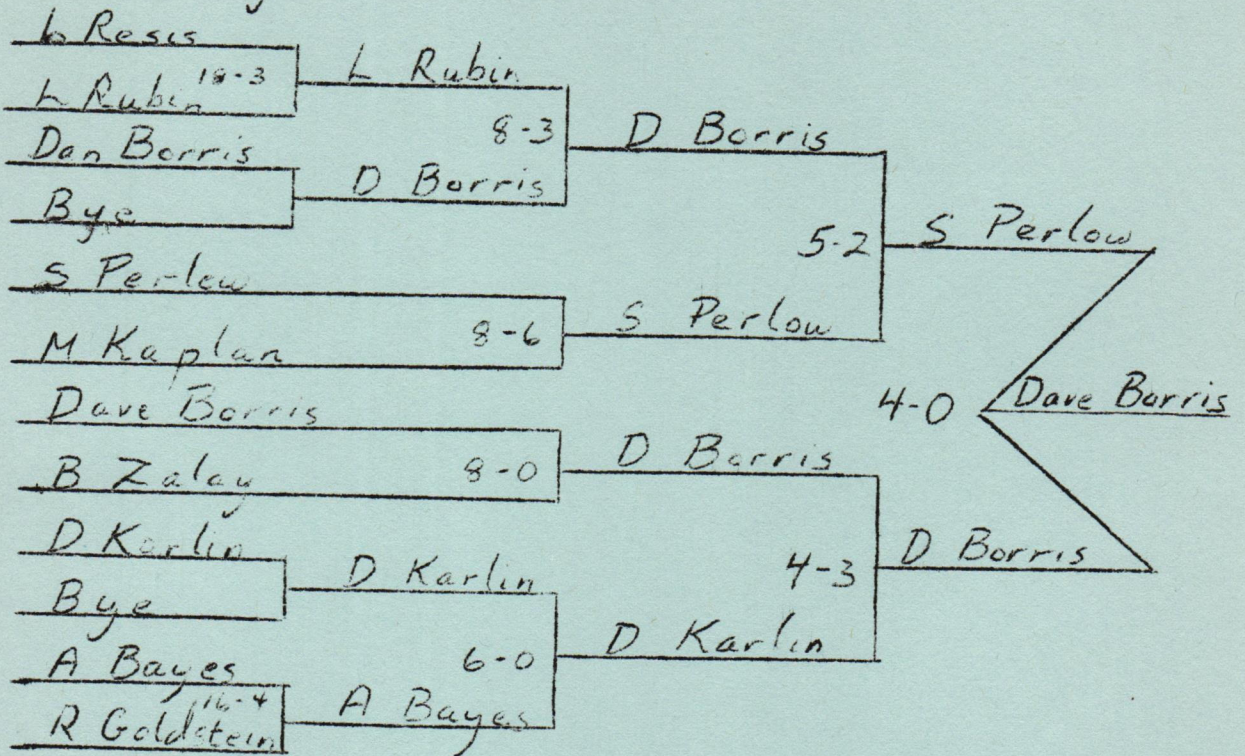 L Resis
L Rubin 18-3
L Rubin
Dan Borris
8-3
D Borris
Bye
D Borris
S Perlow
5-2
S Perlow
M Kaplan
8-6
S Perlow
Dave Borris
4-0
Dave Borris
B Zalay
8-0
D Borris
D Karlin
4-3
D Borris
Bye
D Karlin
A Bayes
6-0
D Karlin
R Goldstein 16-4
A Bayes